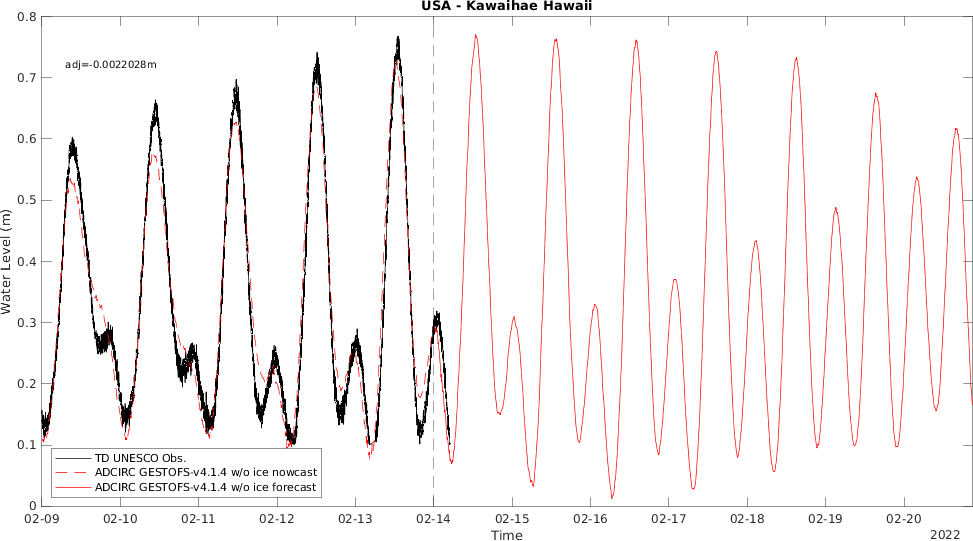 USA - Kawaihae Hawaii
adj=-0.0022028m
Water Level (m)
0.8
0.7
0.6
0.5
0.4
0.3
0.2
0.1
0
TD UNESCO Obs.
ADCIRC GESTOFS-v4.1.4 w/o ice nowcast
ADCIRC GESTOFS-v4.1.4 w/o ice forecast
02-09 02-10 02-11 02-12 02-13 02-14 02-15 02-16 02-17 02-18 02-19 02-20
Time
2022